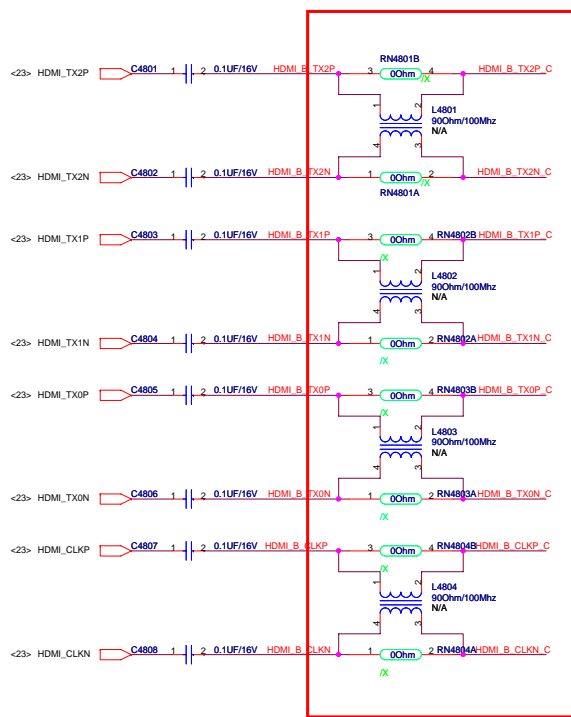 RN4801B
<23> HDMI_TX2P C4801 1 2 0.1UF/16V HDMI_B_TX2P 3 0Ohm 4 /X HDMI_B_TX2P_C
1 2 L4801
90Ohm/100Mhz
4 3 N/A
<23> HDMI_TX2N C4802 1 2 0.1UF/16V HDMI_B_TX2N 1 0Ohm 2 /X HDMI_B_TX2N_C
RN4801A
<23> HDMI_TX1P C4803 1 2 0.1UF/16V HDMI_B_TX1P 3 0Ohm 4 RN4802B HDMI_B_TX1P_C
/X
1 2 L4802
90Ohm/100Mhz
4 3 N/A
<23> HDMI_TX1N C4804 1 2 0.1UF/16V HDMI_B_TX1N 1 0Ohm 2 RN4802A HDMI_B_TX1N_C
/X
<23> HDMI_TX0P C4805 1 2 0.1UF/16V HDMI_B_TX0P 3 0Ohm 4 RN4803B HDMI_B_TX0P_C
/X
1 2 L4803
90Ohm/100Mhz
4 3 N/A
<23> HDMI_TX0N C4806 1 2 0.1UF/16V HDMI_B_TX0N 1 0Ohm 2 RN4803A HDMI_B_TX0N_C
/X
<23> HDMI_CLKP C4807 1 2 0.1UF/16V HDMI_B_CLKP 3 0Ohm 4 RN4804B HDMI_B_CLKP_C
/X
1 2 L4804
90Ohm/100Mhz
4 3 N/A
<23> HDMI_CLKN C4808 1 2 0.1UF/16V HDMI_B_CLKN 1 0Ohm 2 RN4804A HDMI_B_CLKN_C
/X